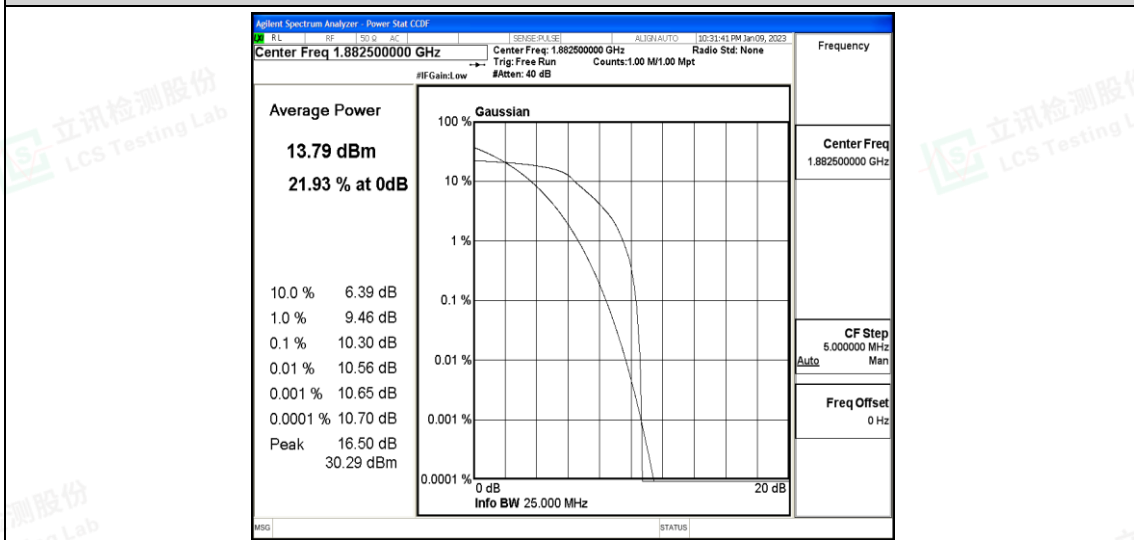 Agilent Spectrum Analyzer - Power Stat CCDF
RL RF 50 Ω AC SENSE:PULSE ALIGN AUTO 10:31:41 PM Jan 09, 2023
Center Freq 1.882500000 GHz
Center Freq: 1.882500000 GHz Radio Std: None
Trig: Free Run Counts:1.00 M/1.00 Mpt
#IFGain:Low #Atten: 40 dB
Frequency
Average Power
13.79 dBm
21.93 % at 0dB
10.0 % 6.39 dB
1.0 % 9.46 dB
0.1 % 10.30 dB
0.01 % 10.56 dB
0.001 % 10.65 dB
0.0001 % 10.70 dB
Peak 16.50 dB
30.29 dBm
Gaussian
100 %
10 %
1 %
0.1 %
0.01 %
0.001 %
0.0001 %
0 dB 20 dB
Info BW 25.000 MHz
Center Freq
1.882500000 GHz
CF Step
5.000000 MHz
Auto Man
Freq Offset
0 Hz
MSG STATUS
立讯检测股份
LCS Testing Lab
立讯检测股份
LCS Testing L
测股份
ng Lab
立